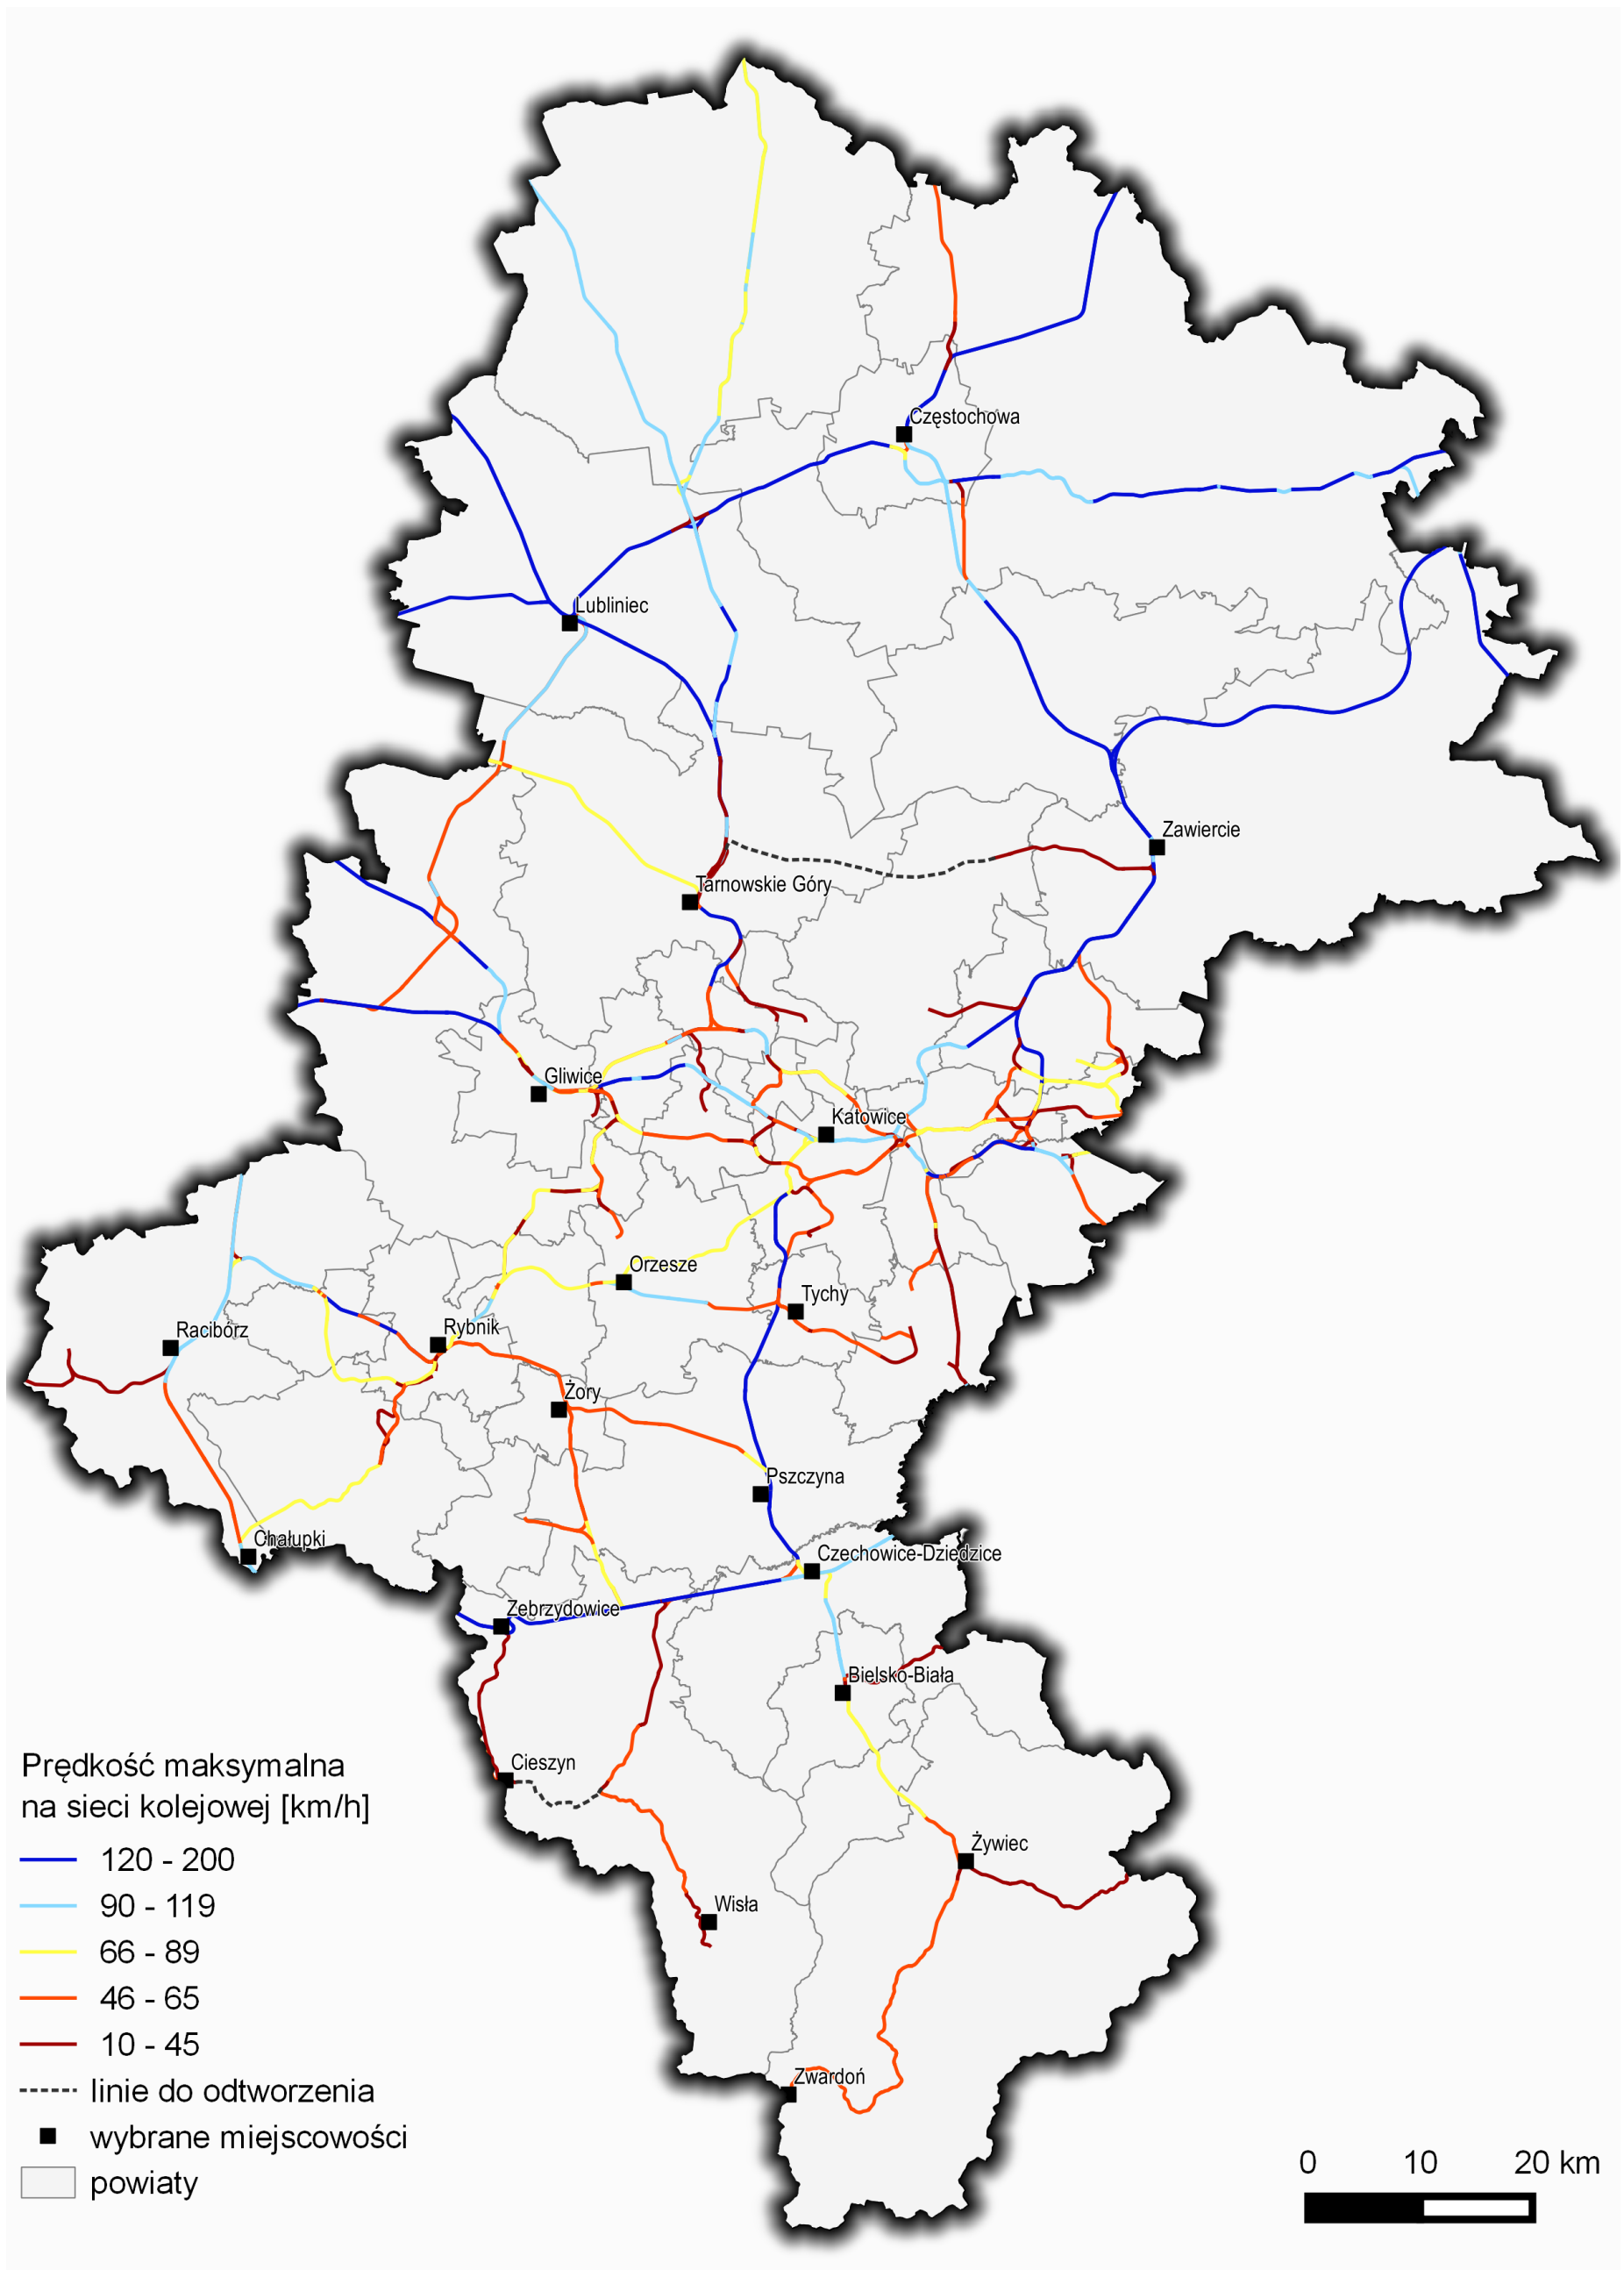 Częstochowa
Lubliniec
Zawiercie
Tarnowskie Góry
Gliwice
Katowice
Orzesze
Tychy
Racibórz
Rybnik
Żory
Pszczyna
Chałupki
Czechowice-Dziedzice
Zebrzydowice
Bielsko-Biała
Cieszyn
Żywiec
Wisła
Zwardoń
Prędkość maksymalna
na sieci kolejowej [km/h]
120 - 200
90 - 119
66 - 89
46 - 65
10 - 45
linie do odtworzenia
wybrane miejscowości
powiaty
0 10 20 km